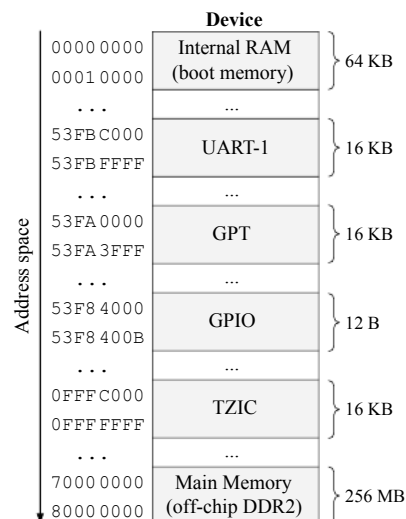 Device
0000 0000 Internal RAM
0001 0000 (boot memory) 64 KB
... ...
53FB C000 UART-1 16 KB
53FB FFFF
... ...
53FA 0000 GPT 16 KB
53FA 3FFF
... ...
53F8 4000 GPIO 12 B
53F8 400B
... ...
0FFF C000 TZIC 16 KB
0FFF FFFF
... ...
7000 0000 Main Memory
8000 0000 (off-chip DDR2) 256 MB
Address space